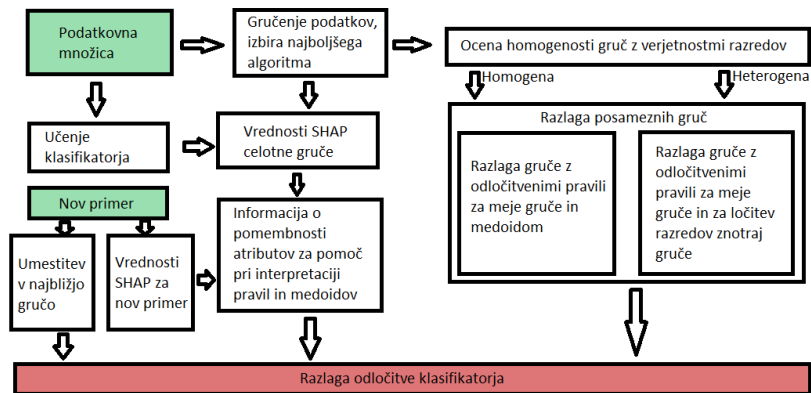 Podatkovna
množica
Gručenje podatkov,
izbira najboljšega
algoritma
Ocena homogenosti gruč z verjetnostmi razredov
Homogena
Heterogena
Učenje
klasifikatorja
Vrednosti SHAP
celotne gruče
Razlaga posameznih gruč
Razlaga gruče z
odločitvenimi pravili
za meje gruče in
medoidom
Razlaga gruče z
odločitvenimi
pravili za meje
gruče in za ločitev
razredov znotraj
gruče
Nov primer
Umestitev
v najbližjo
gručo
Vrednosti
SHAP za
nov primer
Informacija o
pomembnosti
atributov za pomoč
pri interpretaciji
pravil in medoidov
Razlaga odločitve klasifikatorja